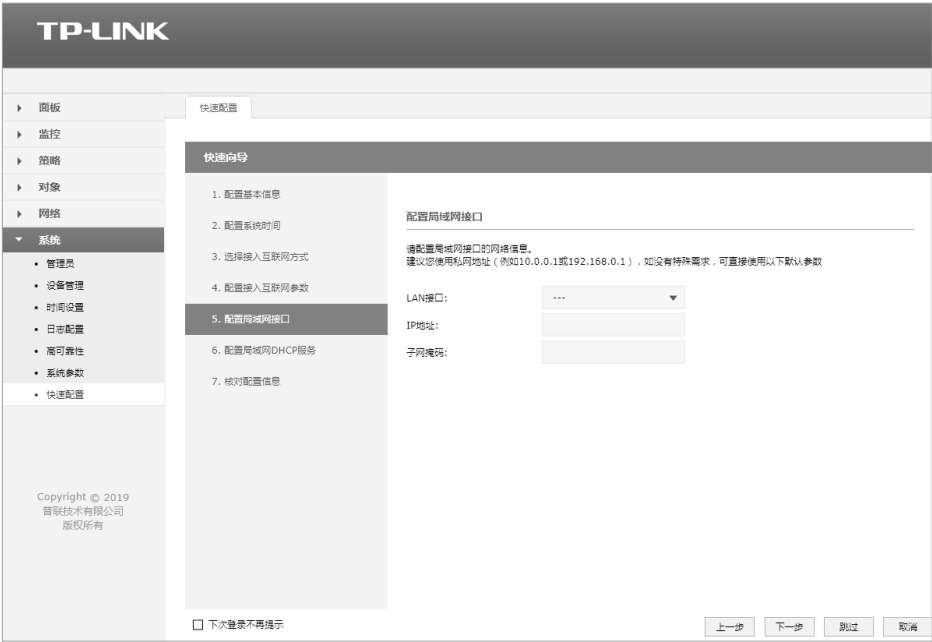 TP-LINK
面板
监控
策略
对象
网络
系统
管理员
设备管理
时间设置
日志配置
高可靠性
系统参数
快速配置
Copyright © 2019
普联技术有限公司
版权所有
快速配置
快速向导
1. 配置基本信息
2. 配置系统时间
3. 选择接入互联网方式
4. 配置接入互联网参数
5. 配置局域网接口
6. 配置局域网DHCP服务
7. 核对配置信息
配置局域网接口
请配置局域网接口的网络信息。
建议您使用私网地址（例如10.0.0.1或192.168.0.1），如没有特殊需求，可直接使用以下默认参数
LAN接口: ---
IP地址:
子网掩码:
下次登录不再提示
上一步 下一步 跳过 取消